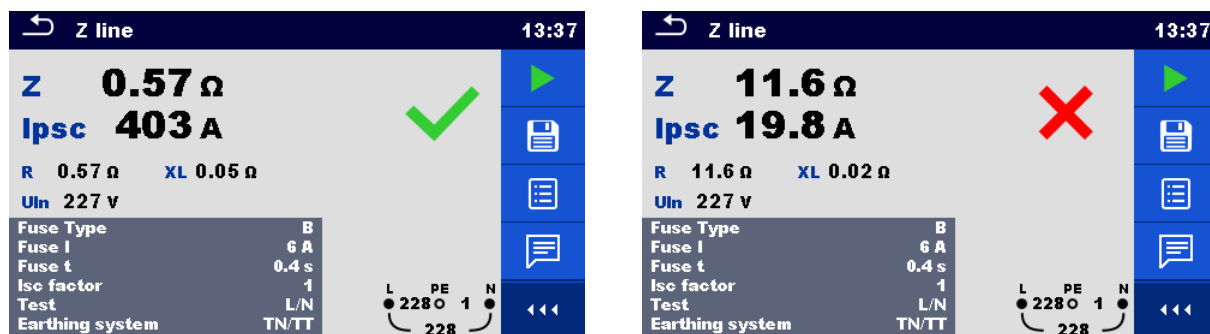 Z line 13:37
Z 0.57 Ω
Ipsc 403 A
R 0.57 Ω XL 0.05 Ω
Uln 227 V
Fuse Type B
Fuse I 6 A
Fuse t 0.4 s
Isc factor 1
Test L/N
Earthing system TN/TT
L PE N
228 1
228
Z line 13:37
Z 11.6 Ω
Ipsc 19.8 A
R 11.6 Ω XL 0.02 Ω
Uln 227 V
Fuse Type B
Fuse I 6 A
Fuse t 0.4 s
Isc factor 1
Test L/N
Earthing system TN/TT
L PE N
228 1
228